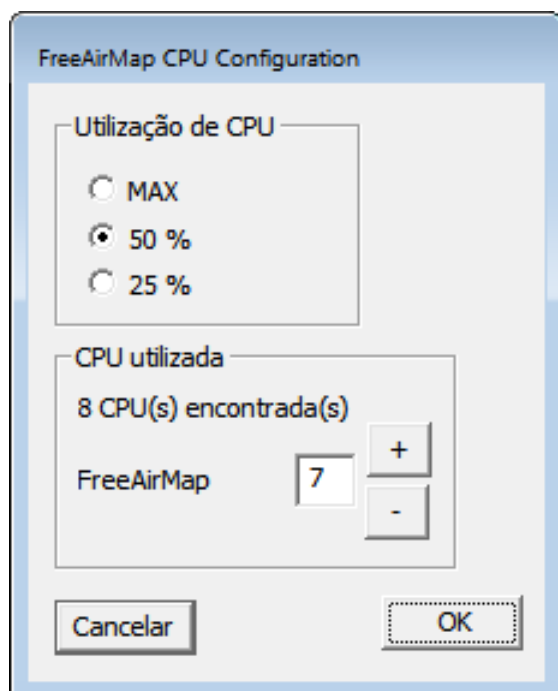 FreeAirMap CPU Configuration
Utilização de CPU
MAX
50 %
25 %
CPU utilizada
8 CPU(s) encontrada(s)
+
FreeAirMap 7
-
Cancelar OK